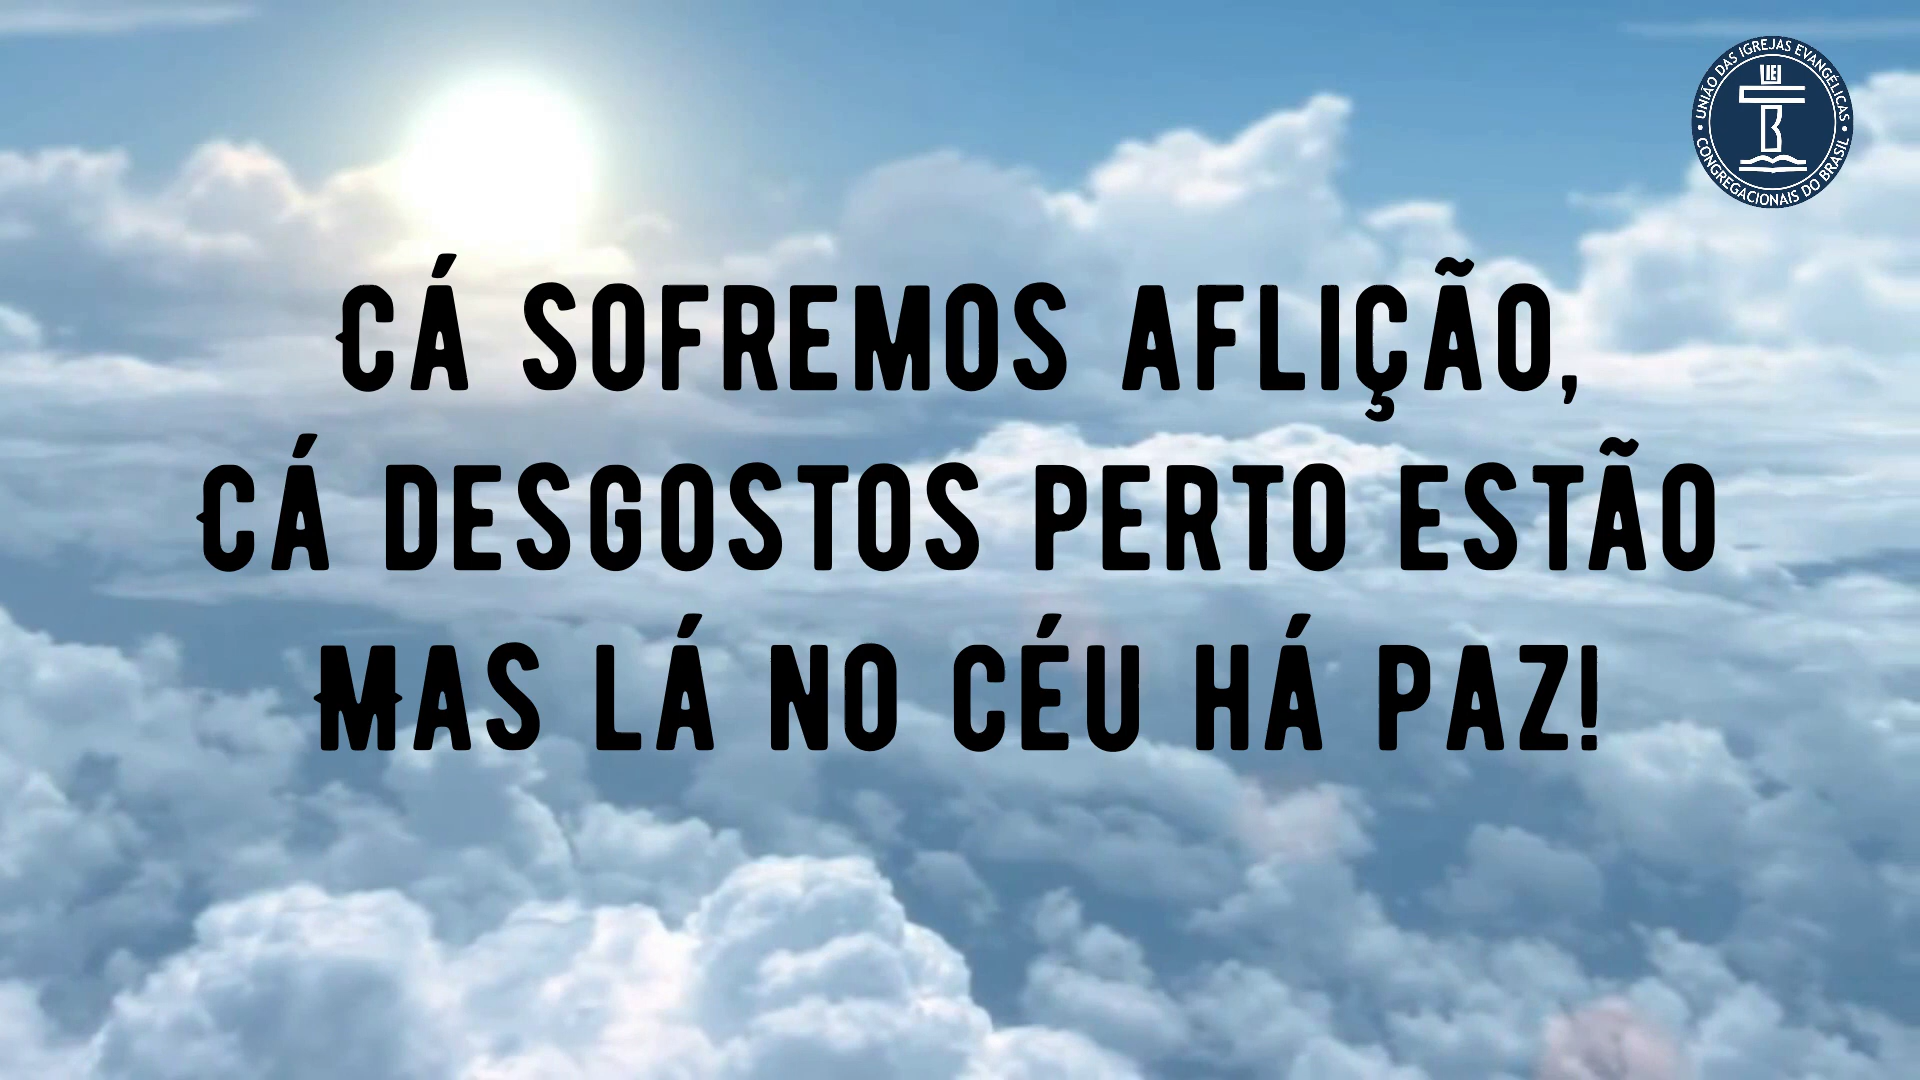 UNIÃO DAS IGREJAS EVANGÉLICAS
CONGREGACIONAIS DO BRASIL
CÁ SOFREMOS AFLIÇÃO,
CÁ DESGOSTOS PERTO ESTÃO
MAS LÁ NO CÉU HÁ PAZ!